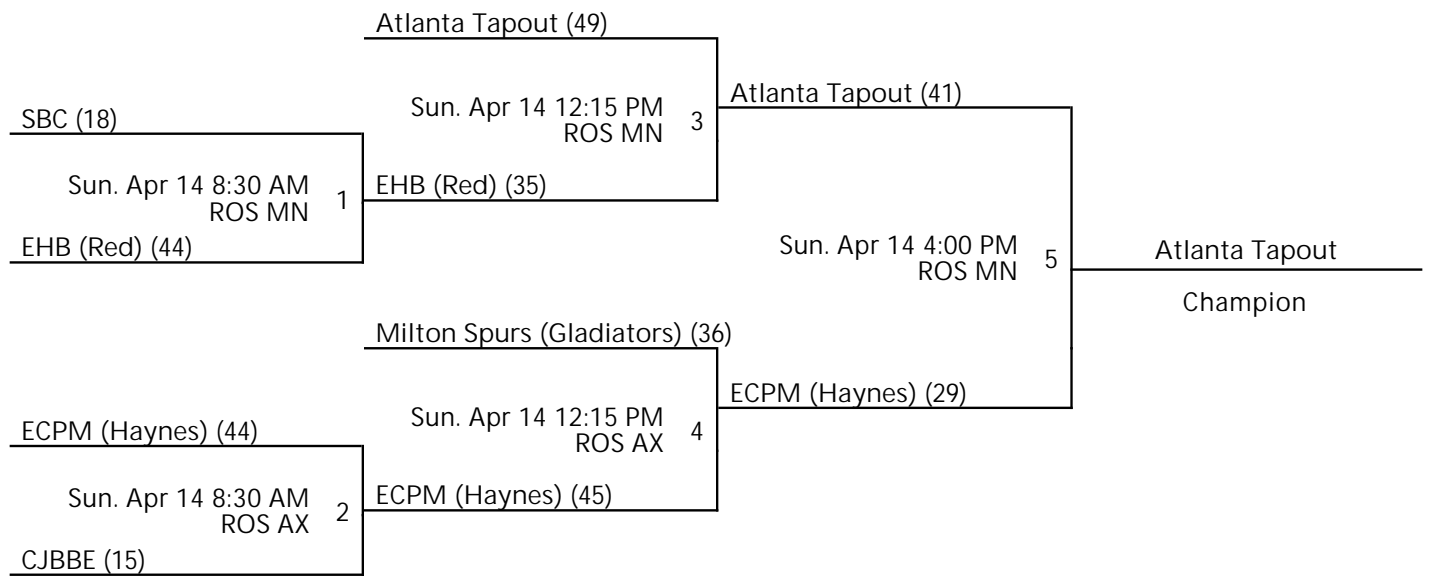 Atlanta Tapout (49)
SBC (18)
Sun. Apr 14 12:15 PM
ROS MN
3
Atlanta Tapout (41)
Sun. Apr 14 8:30 AM
ROS MN
1
EHB (Red) (35)
EHB (Red) (44)
Sun. Apr 14 4:00 PM
ROS MN
5
Atlanta Tapout
Champion
Milton Spurs (Gladiators) (36)
ECPM (Haynes) (44)
Sun. Apr 14 12:15 PM
ROS AX
4
ECPM (Haynes) (29)
Sun. Apr 14 8:30 AM
ROS AX
2
ECPM (Haynes) (45)
CJBBE (15)